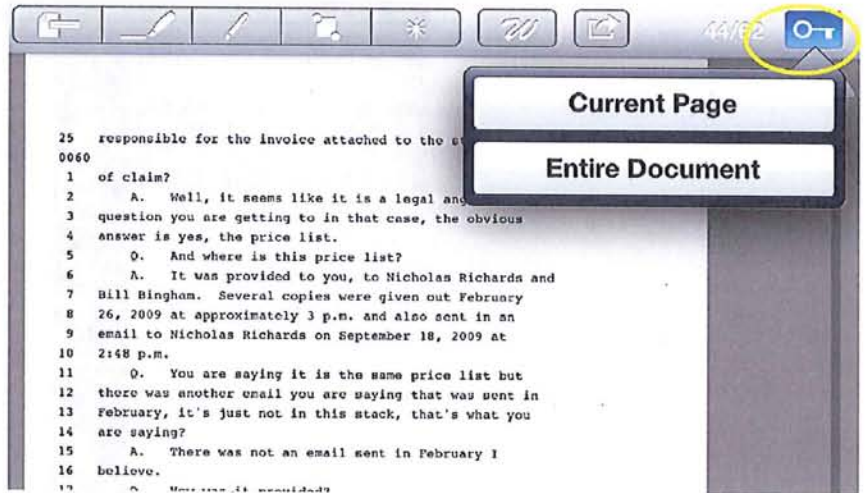 44/62
Current Page
Entire Document
25 responsible for the invoice attached to the
0060
1 of claim?
2 A. Well, it seems like it is a legal
3 question you are getting to in that case, the obvious
4 answer is yes, the price list.
5 Q. And where is this price list?
6 A. It was provided to you, to Nicholas Richards and
7 Bill Bingham. Several copies were given out February
8 26, 2009 at approximately 3 p.m. and also sent in an
9 email to Nicholas Richards on September 18, 2009 at
10 2:48 p.m.
11 Q. You are saying it is the same price list but
12 there was another email you are saying that was sent in
13 February, it's just not in this stack, that's what you
14 are saying?
15 A. There was not an email sent in February I
16 believe.
17